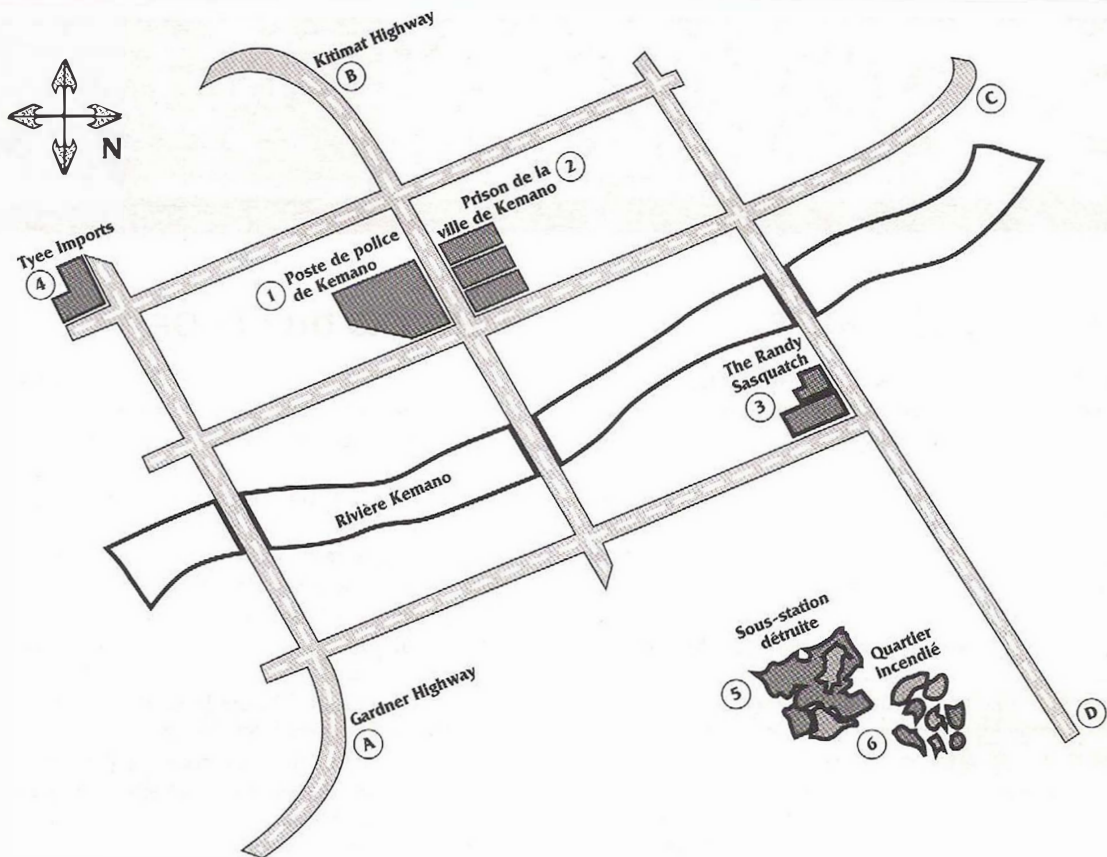 Kitimat Highway
B
C
N
Prison de la
ville de Kemano
2
Tyee Imports
4
1
Poste de police
de Kemano
The Randy
Sasquatch
3
Rivière Kemano
Sous-station
détruite
5
Quartier
incendié
6
Gardner Highway
A
D